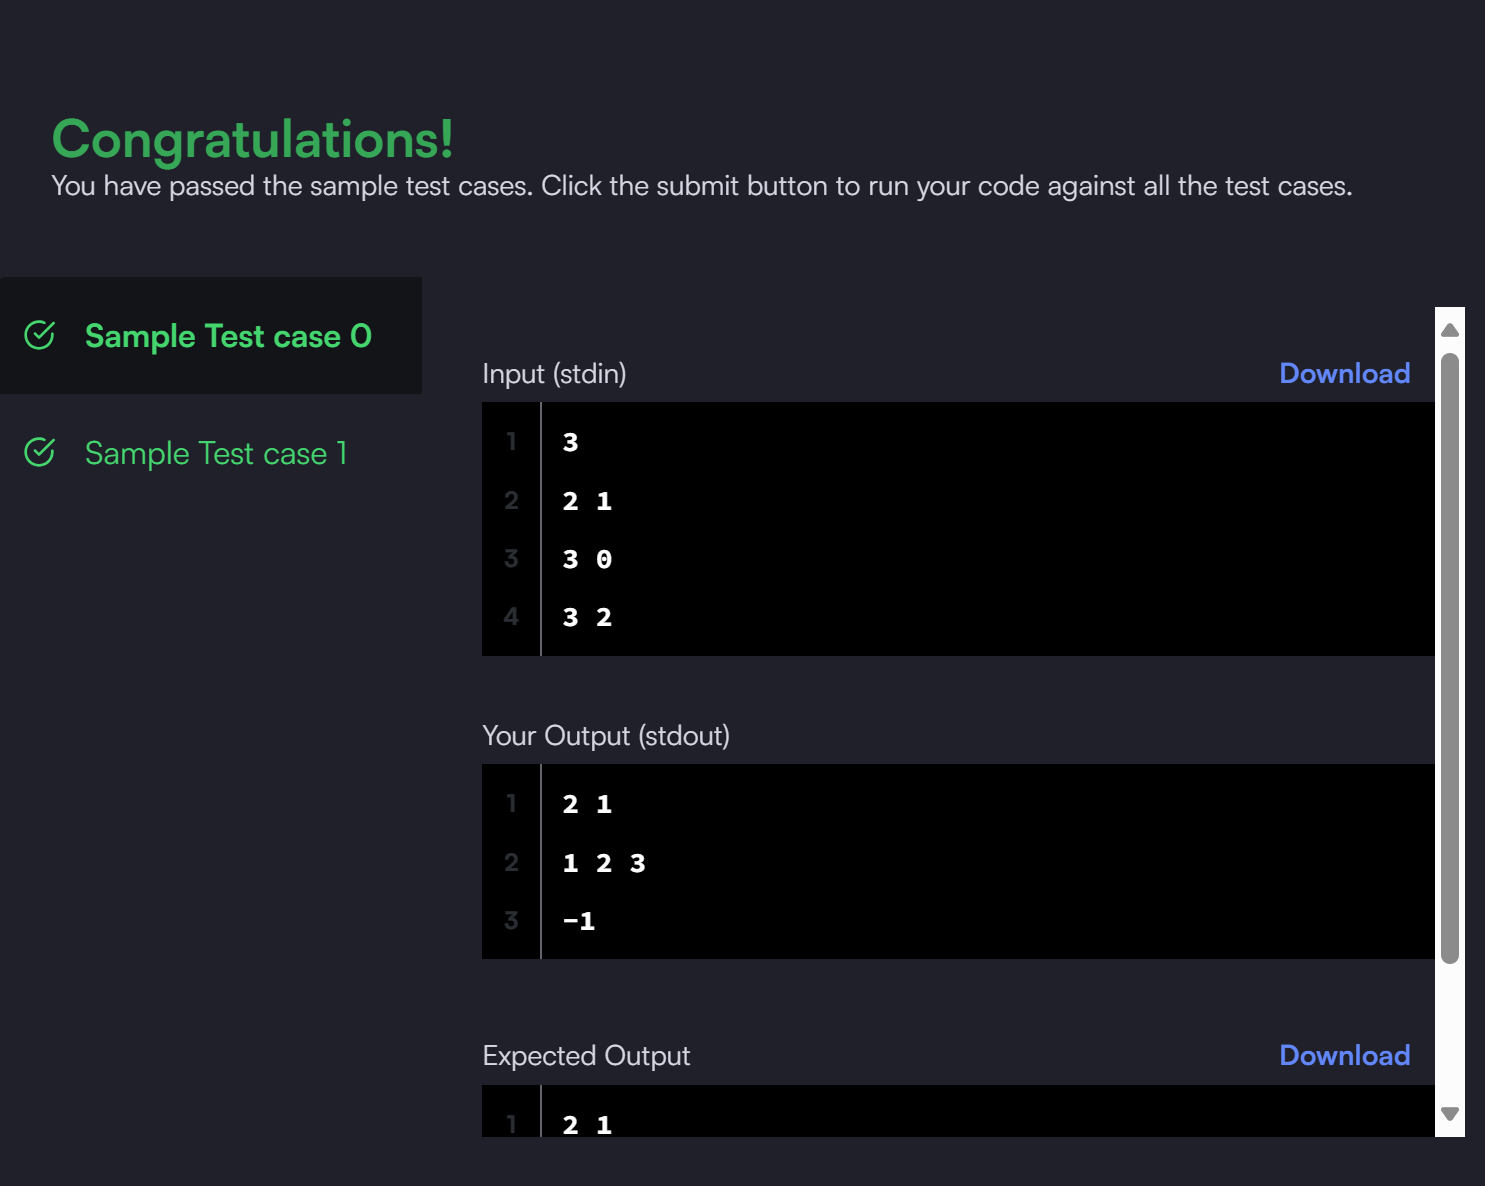 Congratulations!
You have passed the sample test cases. Click the submit button to run your code against all the test cases.
Sample Test case 0
Sample Test case 1
Input (stdin)
Download
1 3
2 2 1
3 3 0
4 3 2
Your Output (stdout)
1 2 1
2 1 2 3
3 -1
Expected Output
Download
1 2 1